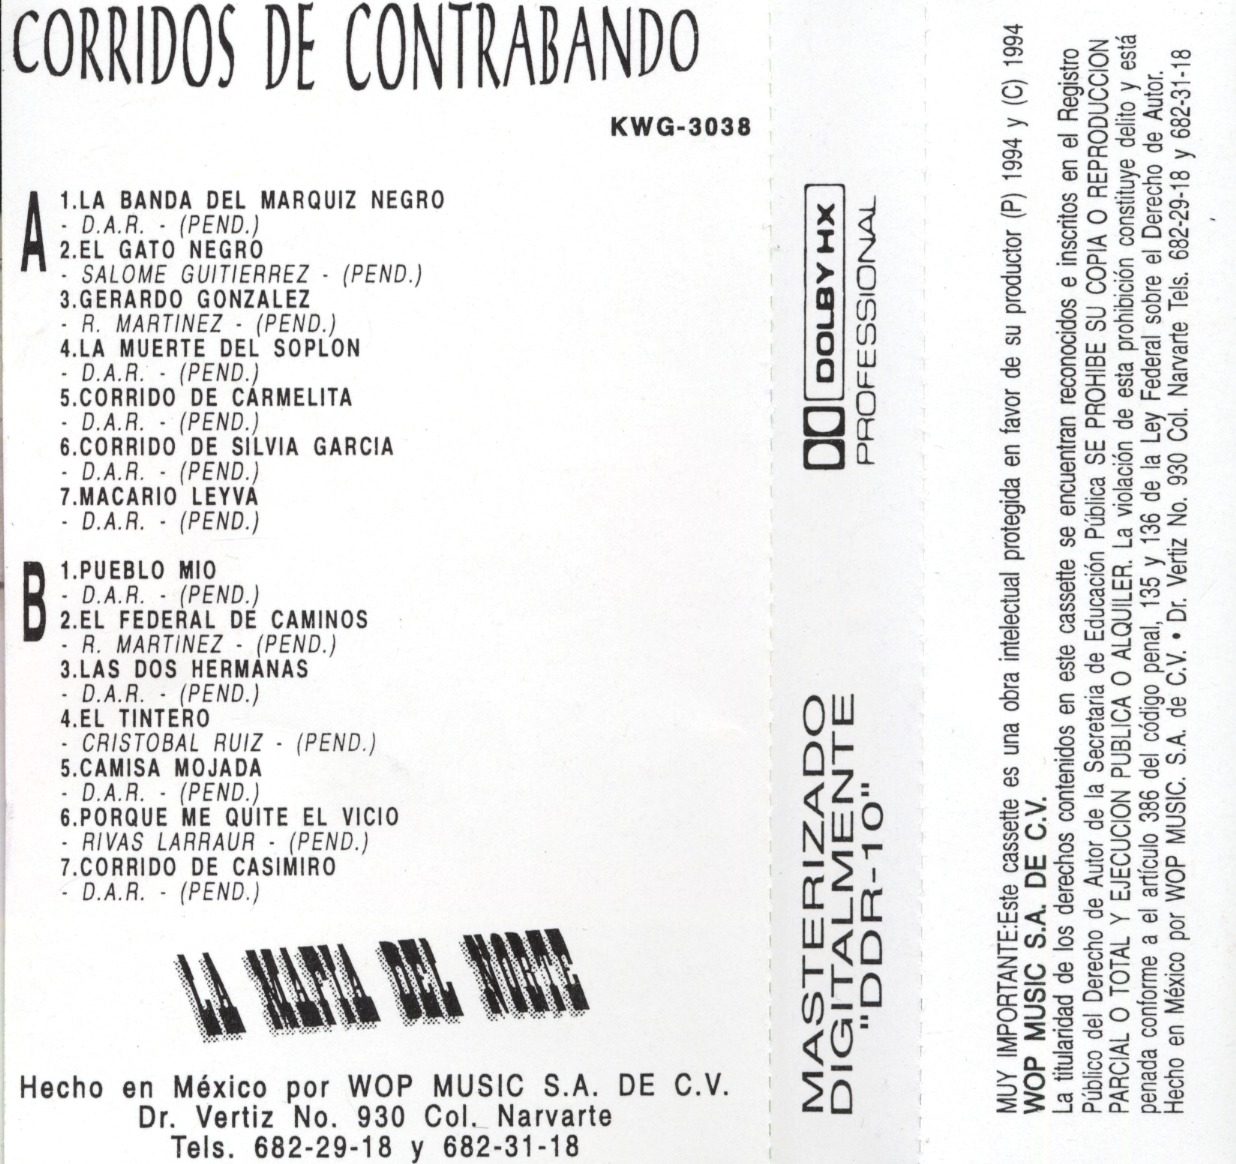 CORRIDOS DE CONTRABANDO
KWG-3038
A
1.LA BANDA DEL MARQUIZ NEGRO
- D.A.R. - (PEND.)
2.EL GATO NEGRO
- SALOME GUITIERREZ - (PEND.)
3.GERARDO GONZALEZ
- R. MARTINEZ - (PEND.)
4.LA MUERTE DEL SOPLON
- D.A.R. - (PEND.)
5.CORRIDO DE CARMELITA
- D.A.R. - (PEND.)
6.CORRIDO DE SILVIA GARCIA
- D.A.R. - (PEND.)
7.MACARIO LEYVA
- D.A.R. - (PEND.)
B
1.PUEBLO MIO
- D.A.R. - (PEND.)
2.EL FEDERAL DE CAMINOS
- R. MARTINEZ - (PEND.)
3.LAS DOS HERMANAS
- D.A.R. - (PEND.)
4.EL TINTERO
- CRISTOBAL RUIZ - (PEND.)
5.CAMISA MOJADA
- D.A.R. - (PEND.)
6.PORQUE ME QUITE EL VICIO
- RIVAS LARRAUR - (PEND.)
7.CORRIDO DE CASIMIRO
- D.A.R. - (PEND.)
LA MAFIA DEL NORTE
Hecho en México por WOP MUSIC S.A. DE C.V.
Dr. Vertiz No. 930 Col. Narvarte
Tels. 682-29-18 y 682-31-18
DOLBY HX
PROFESSIONAL
MASTERIZADO
DIGITALMENTE
"DDR-10"
MUY IMPORTANTE:Este cassette es una obra intelectual protegida en favor de su productor (P) 1994 y (C) 1994
WOP MUSIC S.A. DE C.V.
La titularidad de los derechos contenidos en este cassette se encuentran reconocidos e inscritos en el Registro
Público del Derecho de Autor de la Secretaría de Educación Pública SE PROHIBE SU COPIA O REPRODUCCION
PARCIAL O TOTAL Y EJECUCION PUBLICA O ALQUILER. La violación de esta prohibición constituye delito y está
penada conforme a el artículo 386 del código penal, 135 y 136 de la Ley Federal sobre el Derecho de Autor.
Hecho en México por WOP MUSIC. S.A. de C.V. • Dr. Vertiz No. 930 Col. Narvarte Tels. 682-29-18 y 682-31-18